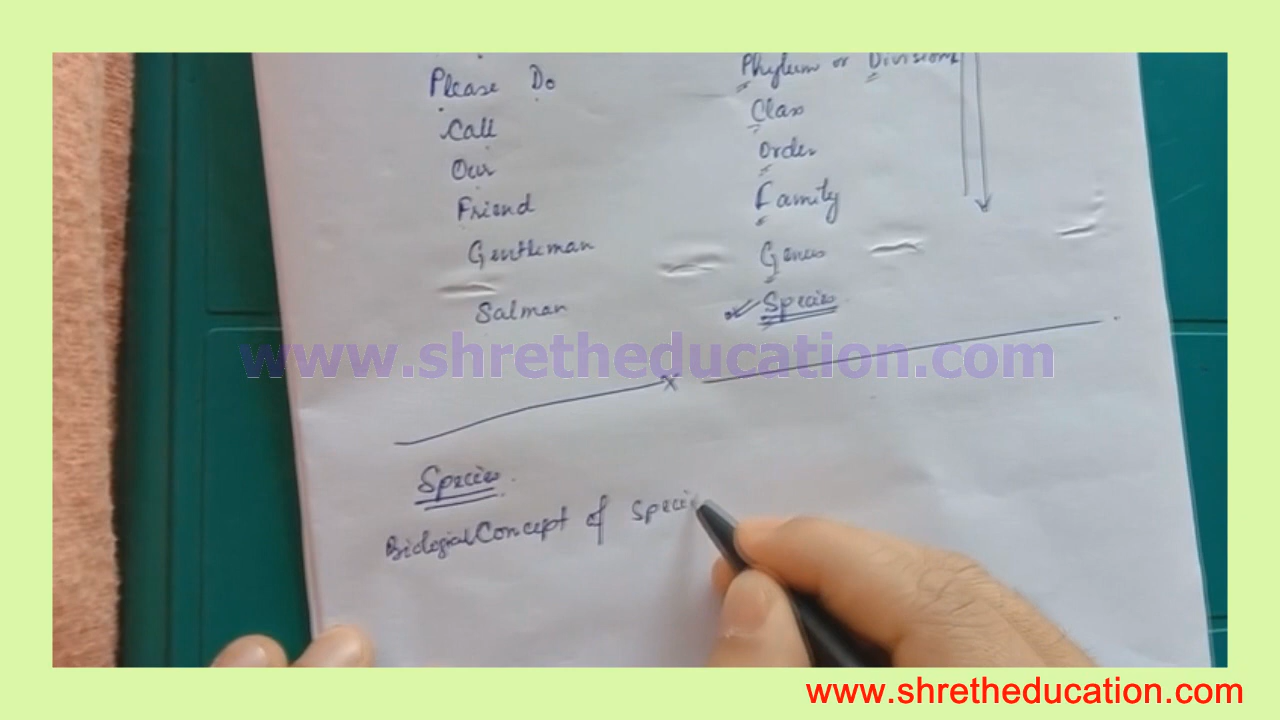 Please Do Phylum or Division
Call Class
Our Order
Friend Family
Gentleman Genus
Salman Species
www.shretheducation.com
x
Species
Biological Concept of Speci
www.shretheducation.com